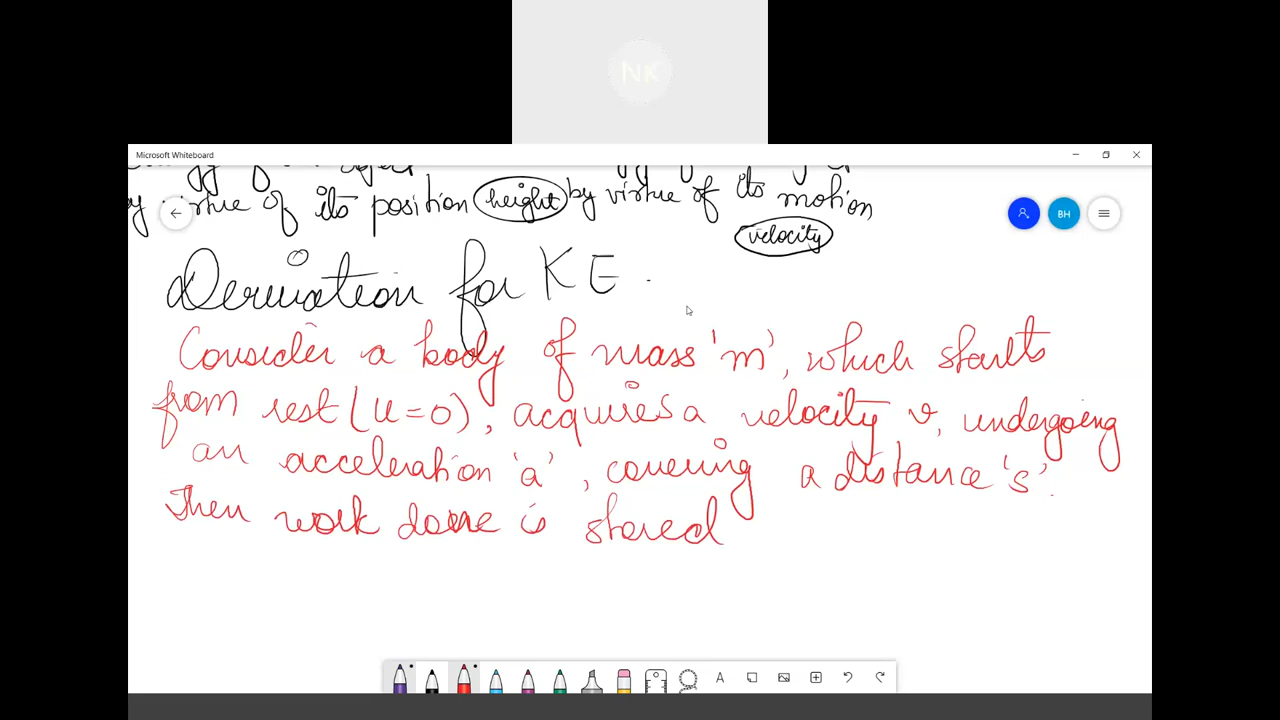 NK
Microsoft Whiteboard
by virtue of its position height by virtue of its motion
velocity
BH
Derivation for KE.
Consider a body of mass 'm', which starts
from rest (u=0), acquires a velocity v, undergoing
an acceleration 'a', covering a distance 's'.
Then work done is stored
A